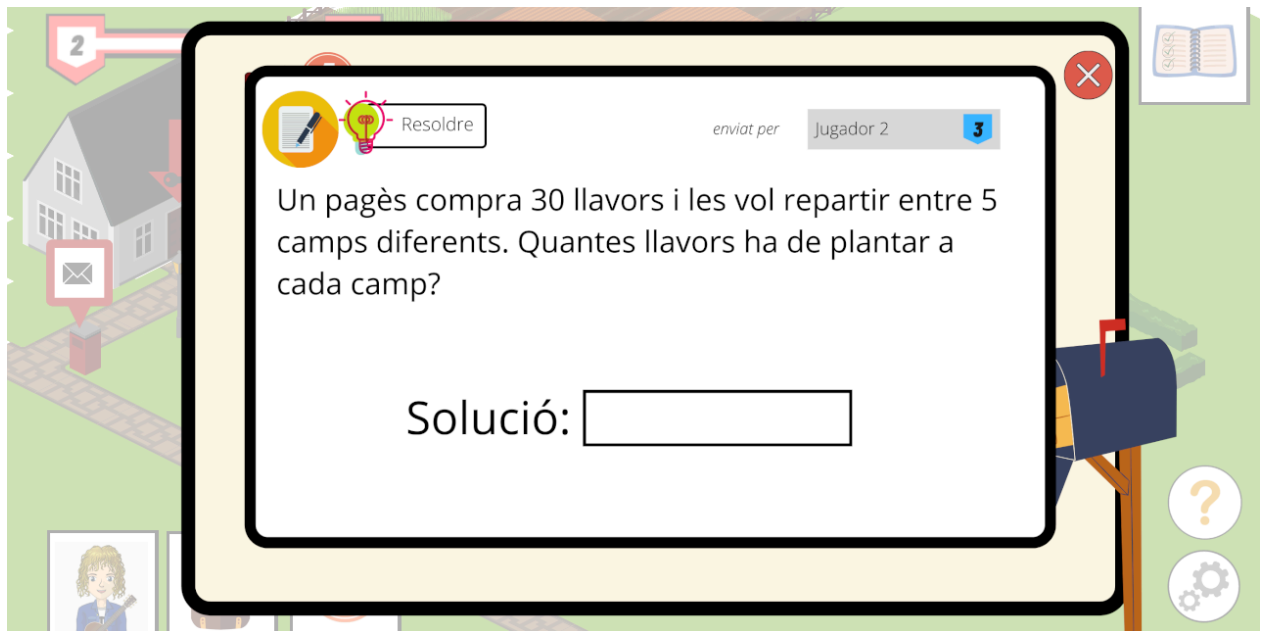 2
Resoldre
enviat per
Jugador 2
3
Un pagès compra 30 llavors i les vol repartir entre 5
camps diferents. Quantes llavors ha de plantar a
cada camp?
Solució:
?